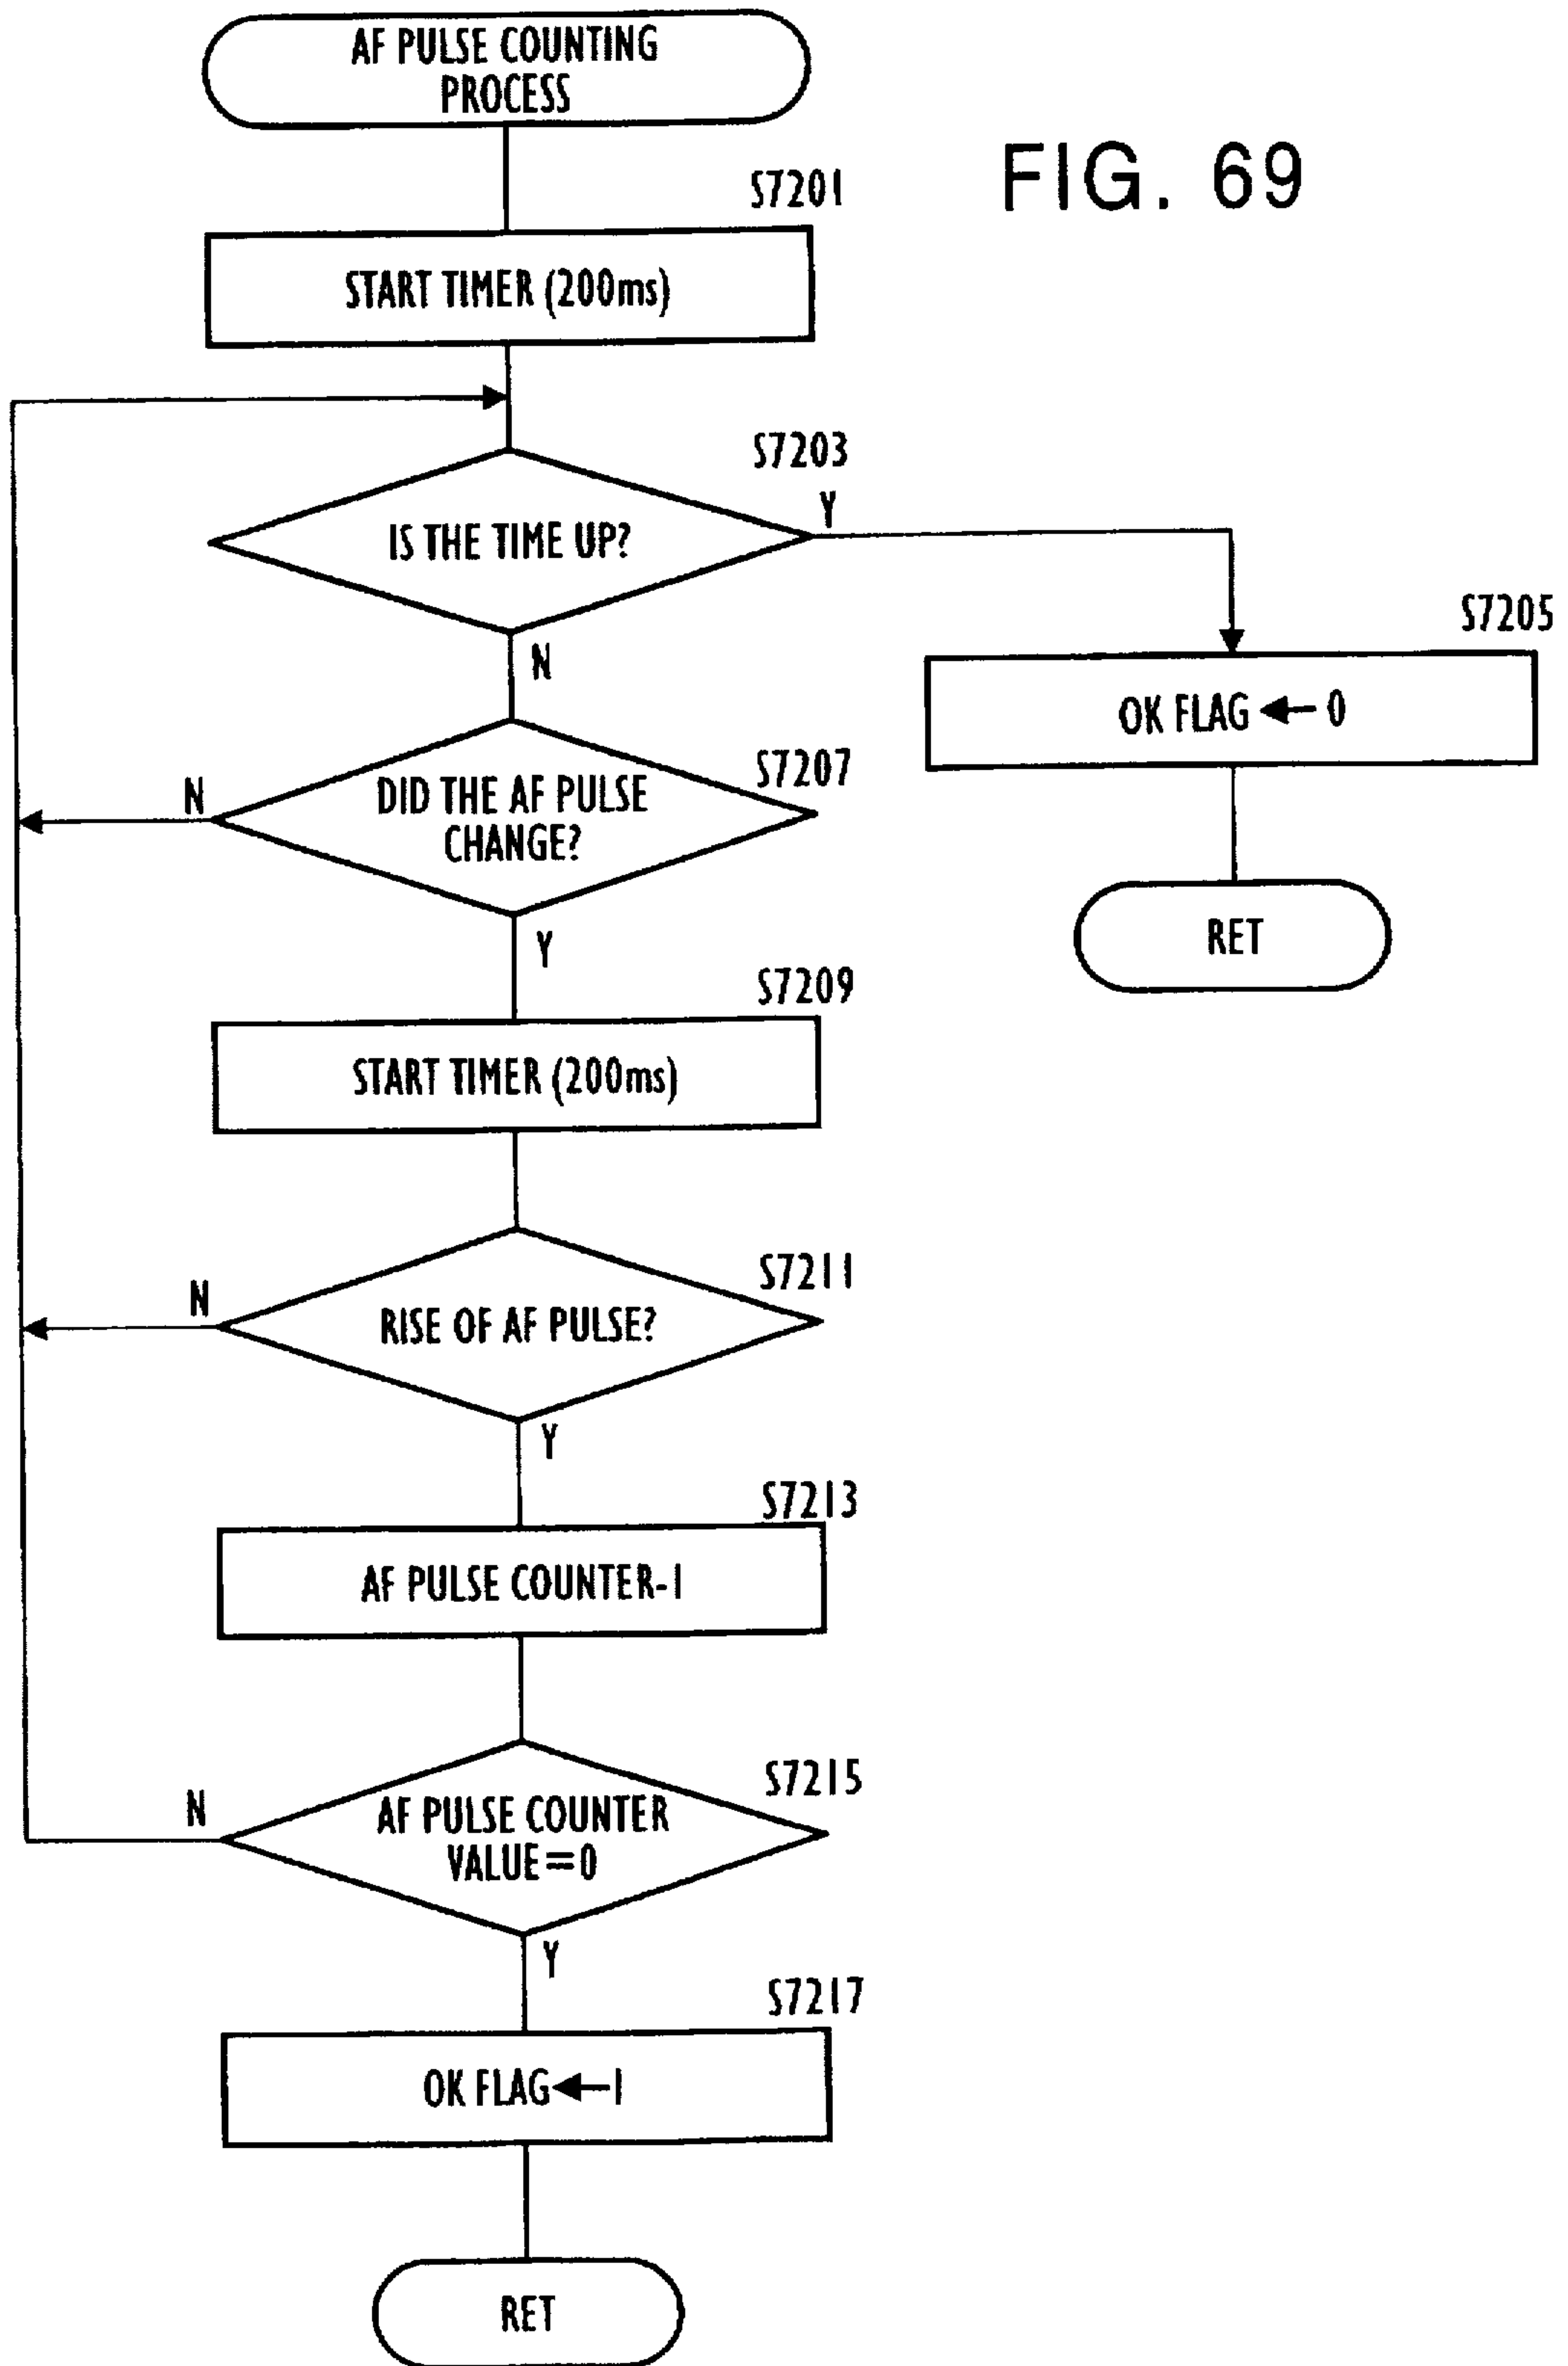 AF PULSE COUNTING
PROCESS
FIG. 69
S7201
START TIMER (200ms)
S7203
IS THE TIME UP?
Y
N
S7205
OK FLAG ← 0
RET
S7207
DID THE AF PULSE
CHANGE?
N
Y
S7209
START TIMER (200ms)
S7211
RISE OF AF PULSE?
N
Y
S7213
AF PULSE COUNTER-1
S7215
AF PULSE COUNTER
VALUE=0
N
Y
S7217
OK FLAG←1
RET